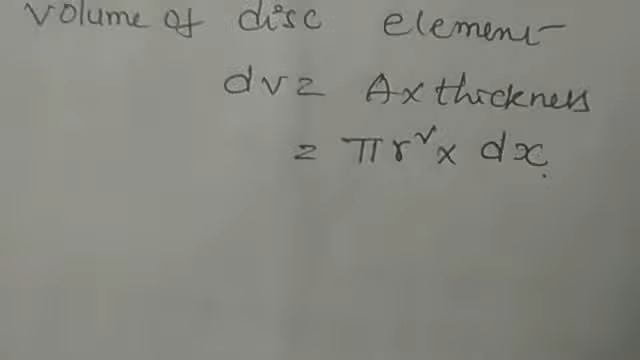 Volume of disc element
dv = A x thickness
= πr² x dx.